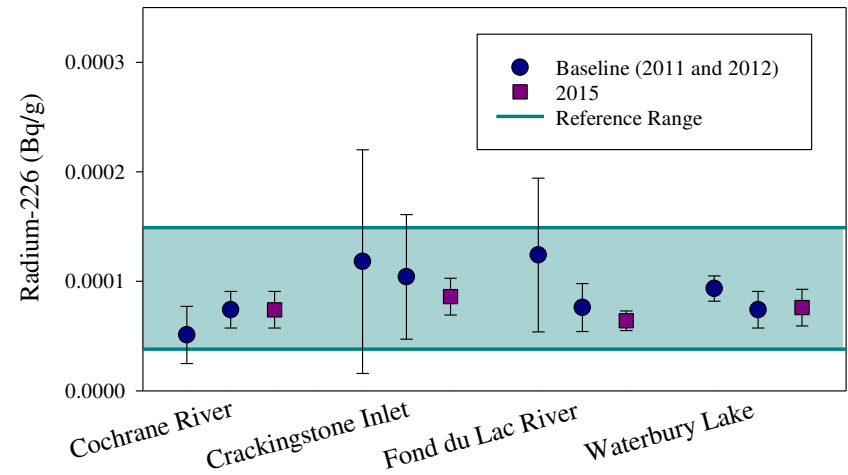 Radium-226 (Bq/g)
0.0003
0.0002
0.0001
0.0000
Baseline (2011 and 2012)
2015
Reference Range
Cochrane River
Crackingstone Inlet
Fond du Lac River
Waterbury Lake